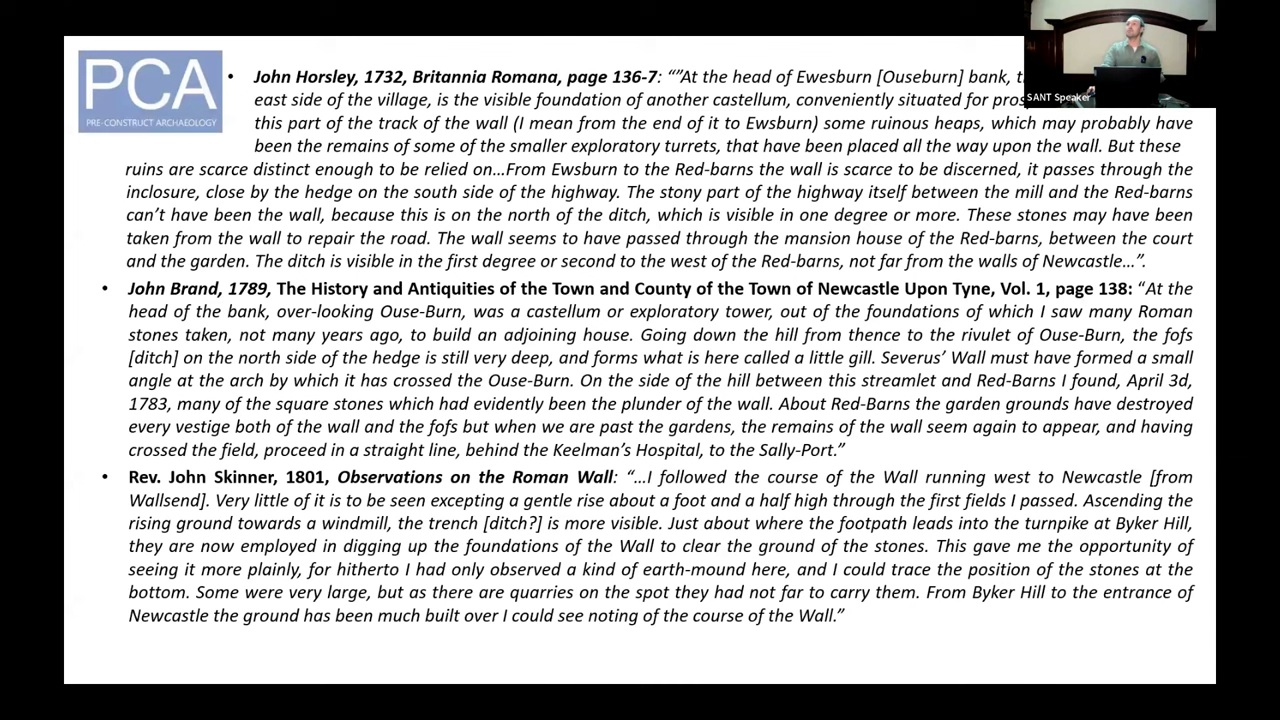 PCA
PRE-CONSTRUCT ARCHAEOLOGY
SANT Speaker
• John Horsley, 1732, Britannia Romana, page 136-7: “”At the head of Ewesburn [Ouseburn] bank,
east side of the village, is the visible foundation of another castellum, conveniently situated for
this part of the track of the wall (I mean from the end of it to Ewsburn) some ruinous heaps, which may probably have
been the remains of some of the smaller exploratory turrets, that have been placed all the way upon the wall. But these
ruins are scarce distinct enough to be relied on…From Ewsburn to the Red-barns the wall is scarce to be discerned, it passes through the
inclosure, close by the hedge on the south side of the highway. The stony part of the highway itself between the mill and the Red-barns
can’t have been the wall, because this is on the north of the ditch, which is visible in one degree or more. These stones may have been
taken from the wall to repair the road. The wall seems to have passed through the mansion house of the Red-barns, between the court
and the garden. The ditch is visible in the first degree or second to the west of the Red-barns, not far from the walls of Newcastle…”.
• John Brand, 1789, The History and Antiquities of the Town and County of the Town of Newcastle Upon Tyne, Vol. 1, page 138: “At the
head of the bank, over-looking Ouse-Burn, was a castellum or exploratory tower, out of the foundations of which I saw many Roman
stones taken, not many years ago, to build an adjoining house. Going down the hill from thence to the rivulet of Ouse-Burn, the fofs
[ditch] on the north side of the hedge is still very deep, and forms what is here called a little gill. Severus’ Wall must have formed a small
angle at the arch by which it has crossed the Ouse-Burn. On the side of the hill between this streamlet and Red-Barns I found, April 3d,
1783, many of the square stones which had evidently been the plunder of the wall. About Red-Barns the garden grounds have destroyed
every vestige both of the wall and the fofs but when we are past the gardens, the remains of the wall seem again to appear, and having
crossed the field, proceed in a straight line, behind the Keelman’s Hospital, to the Sally-Port.”
• Rev. John Skinner, 1801, Observations on the Roman Wall: “…I followed the course of the Wall running west to Newcastle [from
Wallsend]. Very little of it is to be seen excepting a gentle rise about a foot and a half high through the first fields I passed. Ascending the
rising ground towards a windmill, the trench [ditch?] is more visible. Just about where the footpath leads into the turnpike at Byker Hill,
they are now employed in digging up the foundations of the Wall to clear the ground of the stones. This gave me the opportunity of
seeing it more plainly, for hitherto I had only observed a kind of earth-mound here, and I could trace the position of the stones at the
bottom. Some were very large, but as there are quarries on the spot they had not far to carry them. From Byker Hill to the entrance of
Newcastle the ground has been much built over I could see noting of the course of the Wall.”